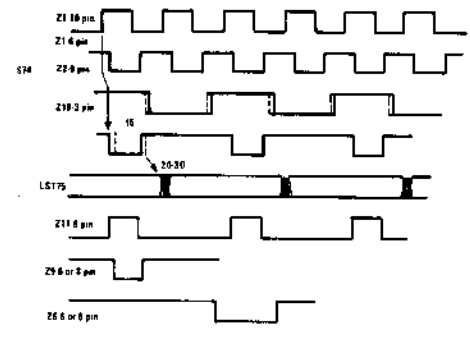 Z1 10 pin
Z1 6 pin
S74 Z2-9 pin
Z10-3 pin
15
20-30
LS175
Z11 8 pin
Z9 6 or 8 pin
Z6 6 or 8 pin